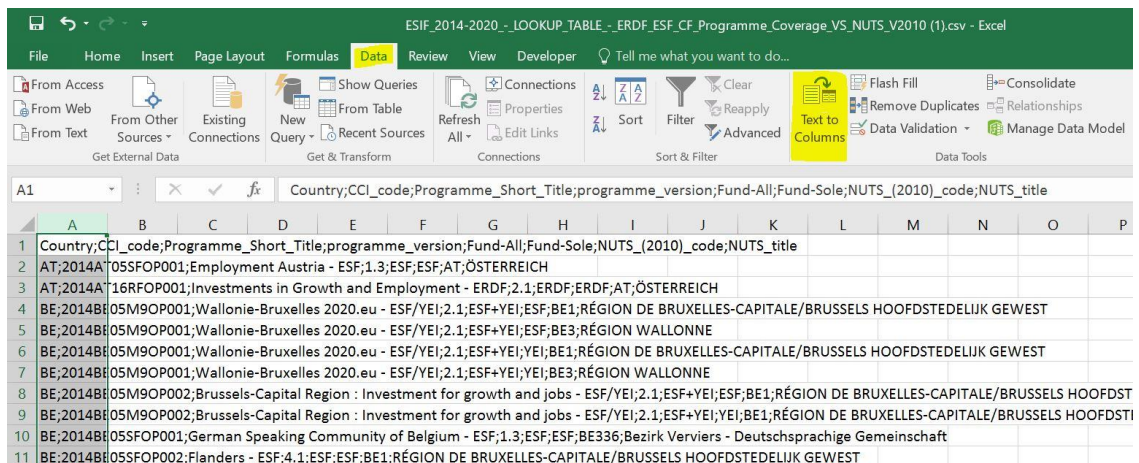 ESIF_2014-2020_-_LOOKUP_TABLE_-_ERDF_ESF_CF_Programme_Coverage_VS_NUTS_V2010 (1).csv - Excel
File Home Insert Page Layout Formulas Data Review View Developer Tell me what you want to do...
From Access
From Web
From Text
From Other Sources
Existing Connections
Get External Data
New Query
Show Queries
From Table
Recent Sources
Get & Transform
Refresh All
Connections
Properties
Edit Links
Connections
Sort
Filter
Clear
Reapply
Advanced
Sort & Filter
Text to Columns
Flash Fill
Remove Duplicates
Data Validation
Consolidate
Relationships
Manage Data Model
Data Tools
A1 fx Country;CCI_code;Programme_Short_Title;programme_version;Fund-All;Fund-Sole;NUTS_(2010)_code;NUTS_title
A B C D E F G H I J K L M N O P
1 Country;CCI_code;Programme_Short_Title;programme_version;Fund-All;Fund-Sole;NUTS_(2010)_code;NUTS_title
2 AT;2014AT05SFOP001;Employment Austria - ESF;1.3;ESF;ESF;AT;ÖSTERREICH
3 AT;2014AT16RFOP001;Investments in Growth and Employment - ERDF;2.1;ERDF;ERDF;AT;ÖSTERREICH
4 BE;2014BE05M9OP001;Wallonie-Bruxelles 2020.eu - ESF/YEI;2.1;ESF+YEI;ESF;BE1;RÉGION DE BRUXELLES-CAPITALE/BRUSSELS HOOFDSTEDELIJK GEWEST
5 BE;2014BE05M9OP001;Wallonie-Bruxelles 2020.eu - ESF/YEI;2.1;ESF+YEI;ESF;BE3;RÉGION WALLONNE
6 BE;2014BE05M9OP001;Wallonie-Bruxelles 2020.eu - ESF/YEI;2.1;ESF+YEI;YEI;BE1;RÉGION DE BRUXELLES-CAPITALE/BRUSSELS HOOFDSTEDELIJK GEWEST
7 BE;2014BE05M9OP001;Wallonie-Bruxelles 2020.eu - ESF/YEI;2.1;ESF+YEI;YEI;BE3;RÉGION WALLONNE
8 BE;2014BE05M9OP002;Brussels-Capital Region : Investment for growth and jobs - ESF/YEI;2.1;ESF+YEI;ESF;BE1;RÉGION DE BRUXELLES-CAPITALE/BRUSSELS HOOFDST
9 BE;2014BE05M9OP002;Brussels-Capital Region : Investment for growth and jobs - ESF/YEI;2.1;ESF+YEI;YEI;BE1;RÉGION DE BRUXELLES-CAPITALE/BRUSSELS HOOFDSTE
10 BE;2014BE05SFOP001;German Speaking Community of Belgium - ESF;1.3;ESF;ESF;BE336;Bezirk Verviers - Deutschsprachige Gemeinschaft
11 BE;2014BE05SFOP002;Flanders - ESF;4.1;ESF;ESF;BE1;RÉGION DE BRUXELLES-CAPITALE/BRUSSELS HOOFDSTEDELIJK GEWEST